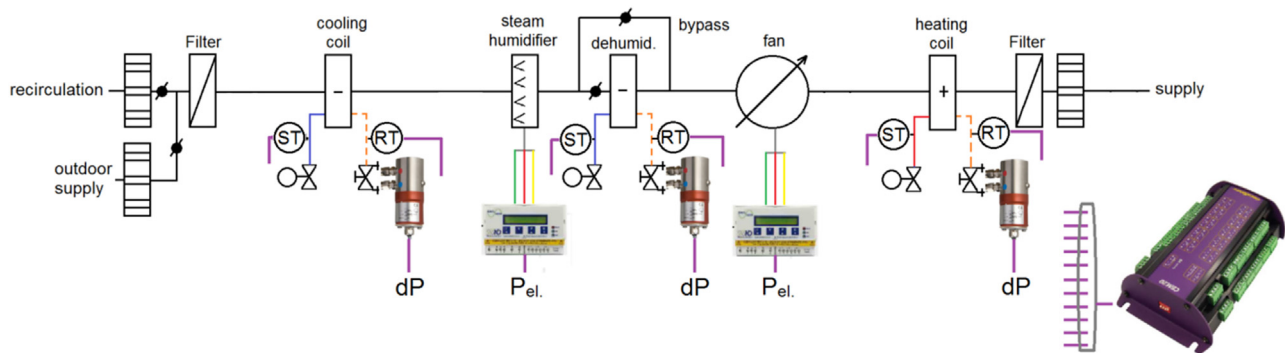 steam
humidifier
bypass
cooling
coil
Filter
dehumid.
fan
heating
coil
Filter
recirculation
supply
outdoor
supply
ST
RT
ST
RT
ST
RT
dP
Pel.
dP
Pel.
dP